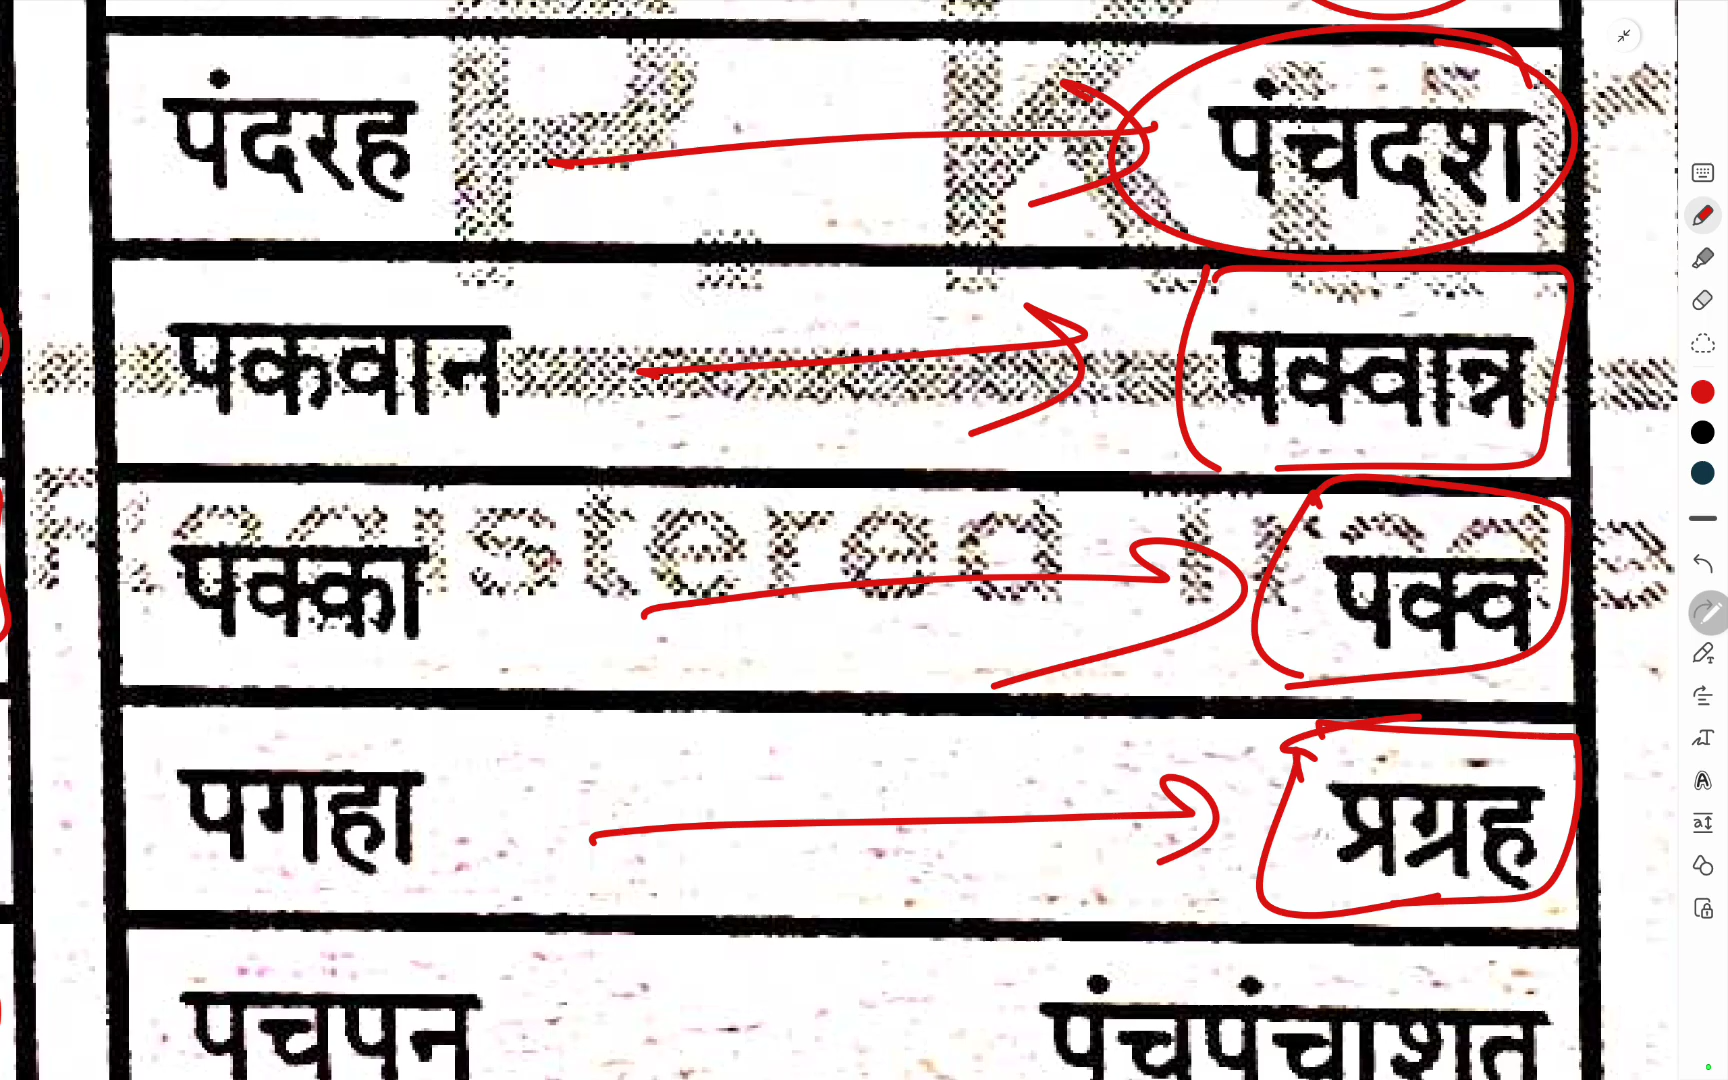 पंदरह पंचदश
पकवान पक्वान्न
पक्का पक्व
पगहा प्रग्रह
पचपन पंचपंचाशत